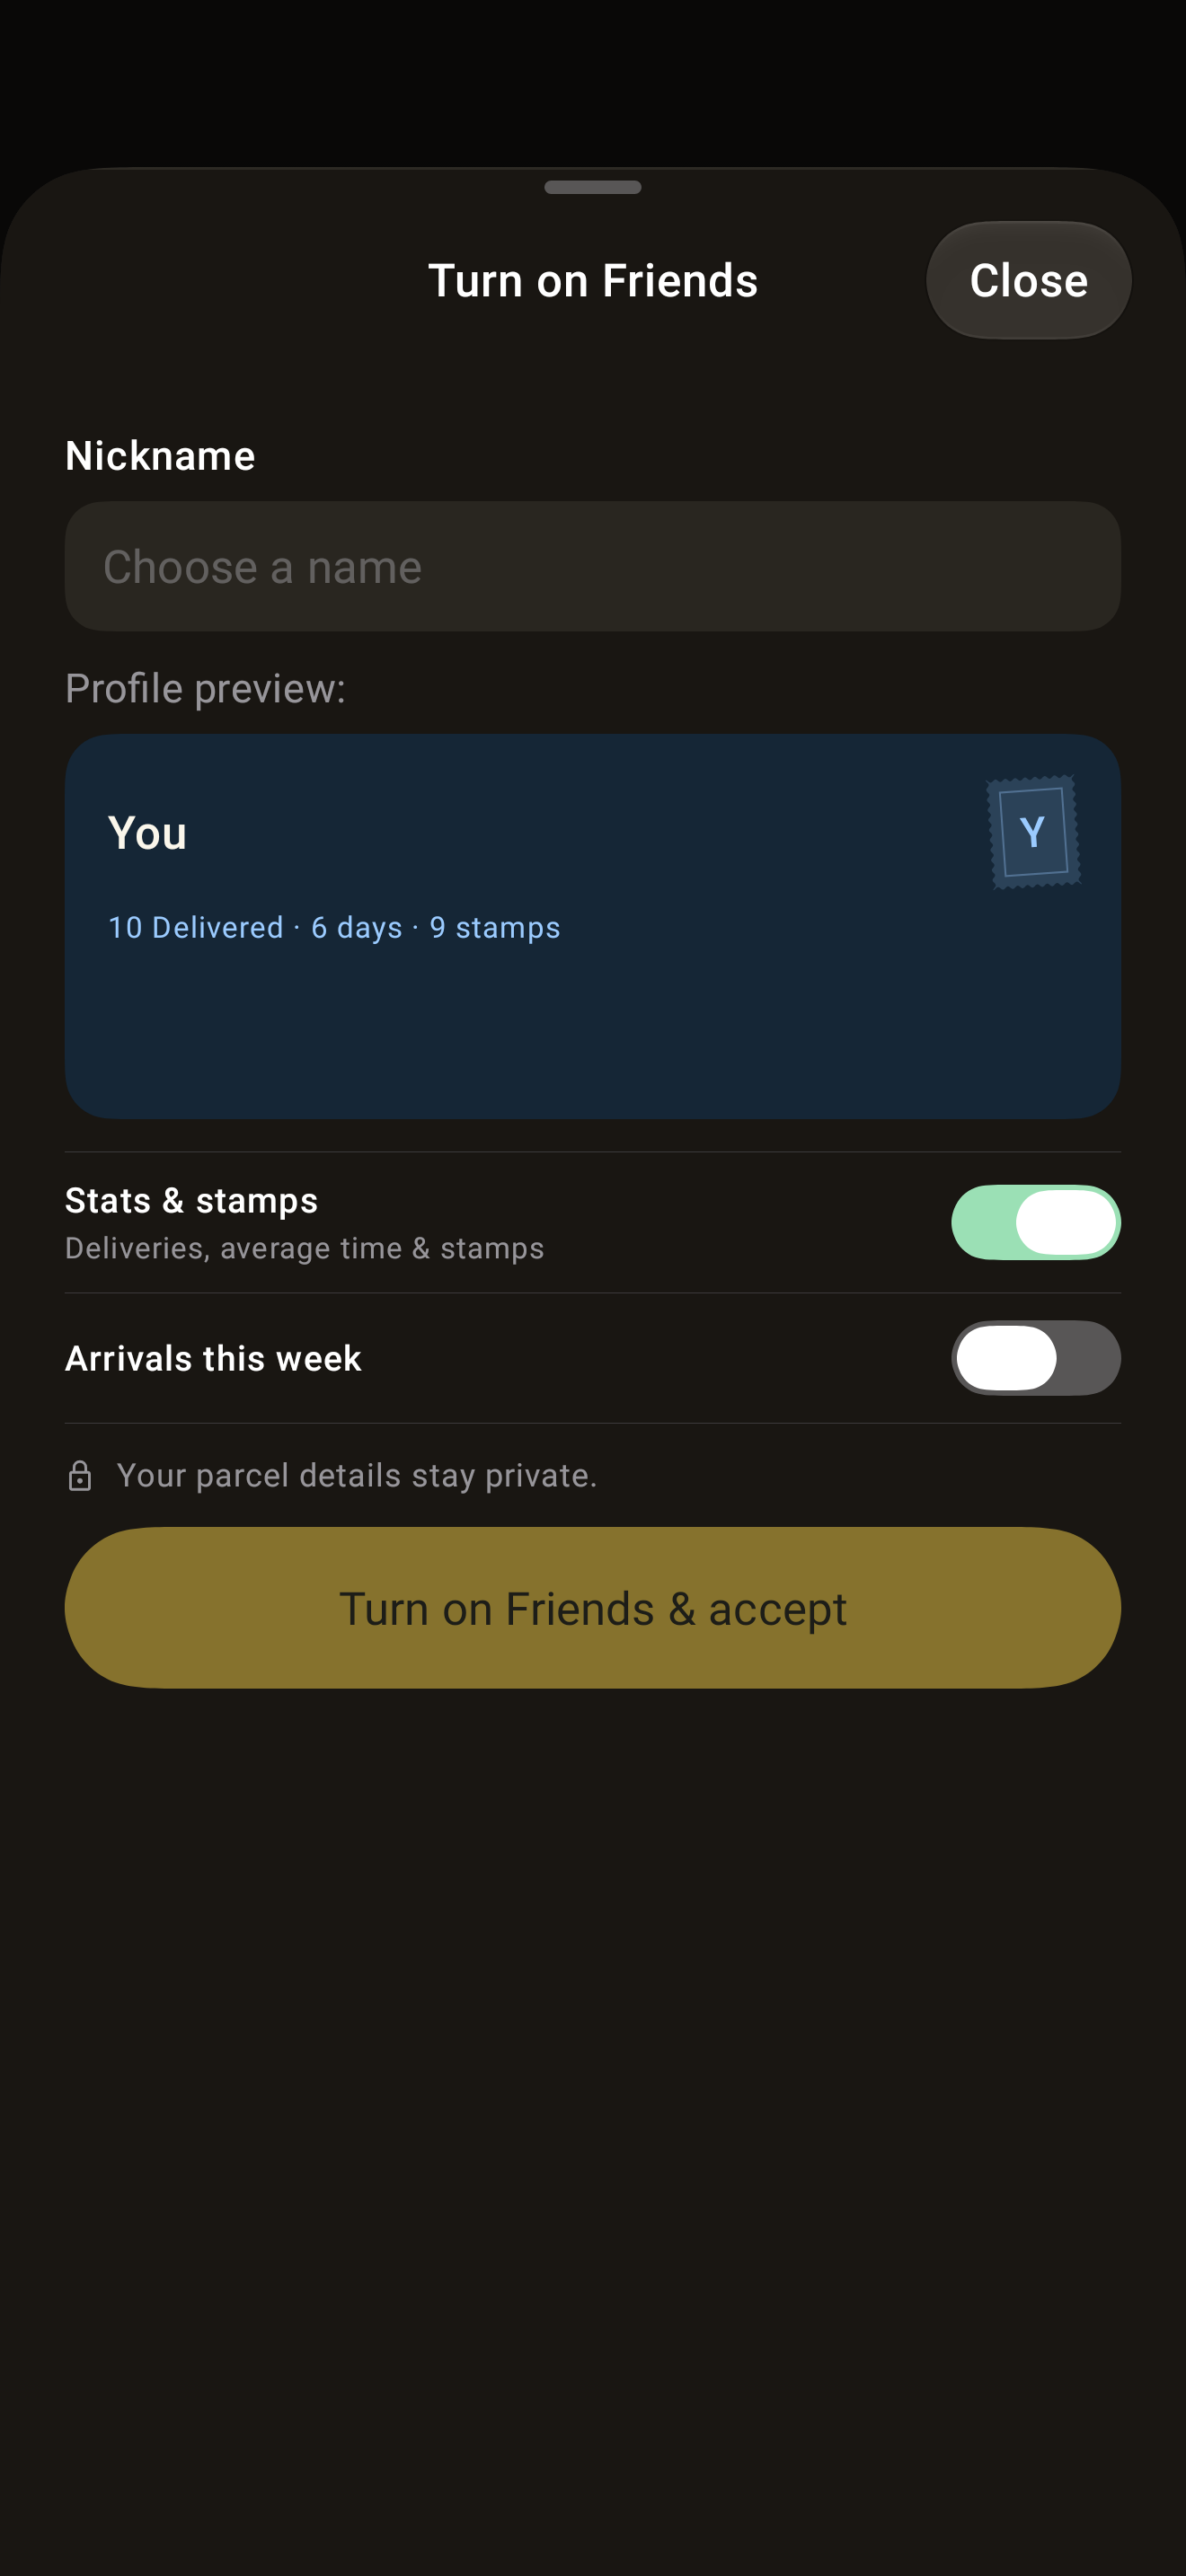 Turn on Friends
Close
Nickname
Choose a name
Profile preview:
You
Y
10 Delivered · 6 days · 9 stamps
Stats & stamps
Deliveries, average time & stamps
Arrivals this week
Your parcel details stay private.
Turn on Friends & accept